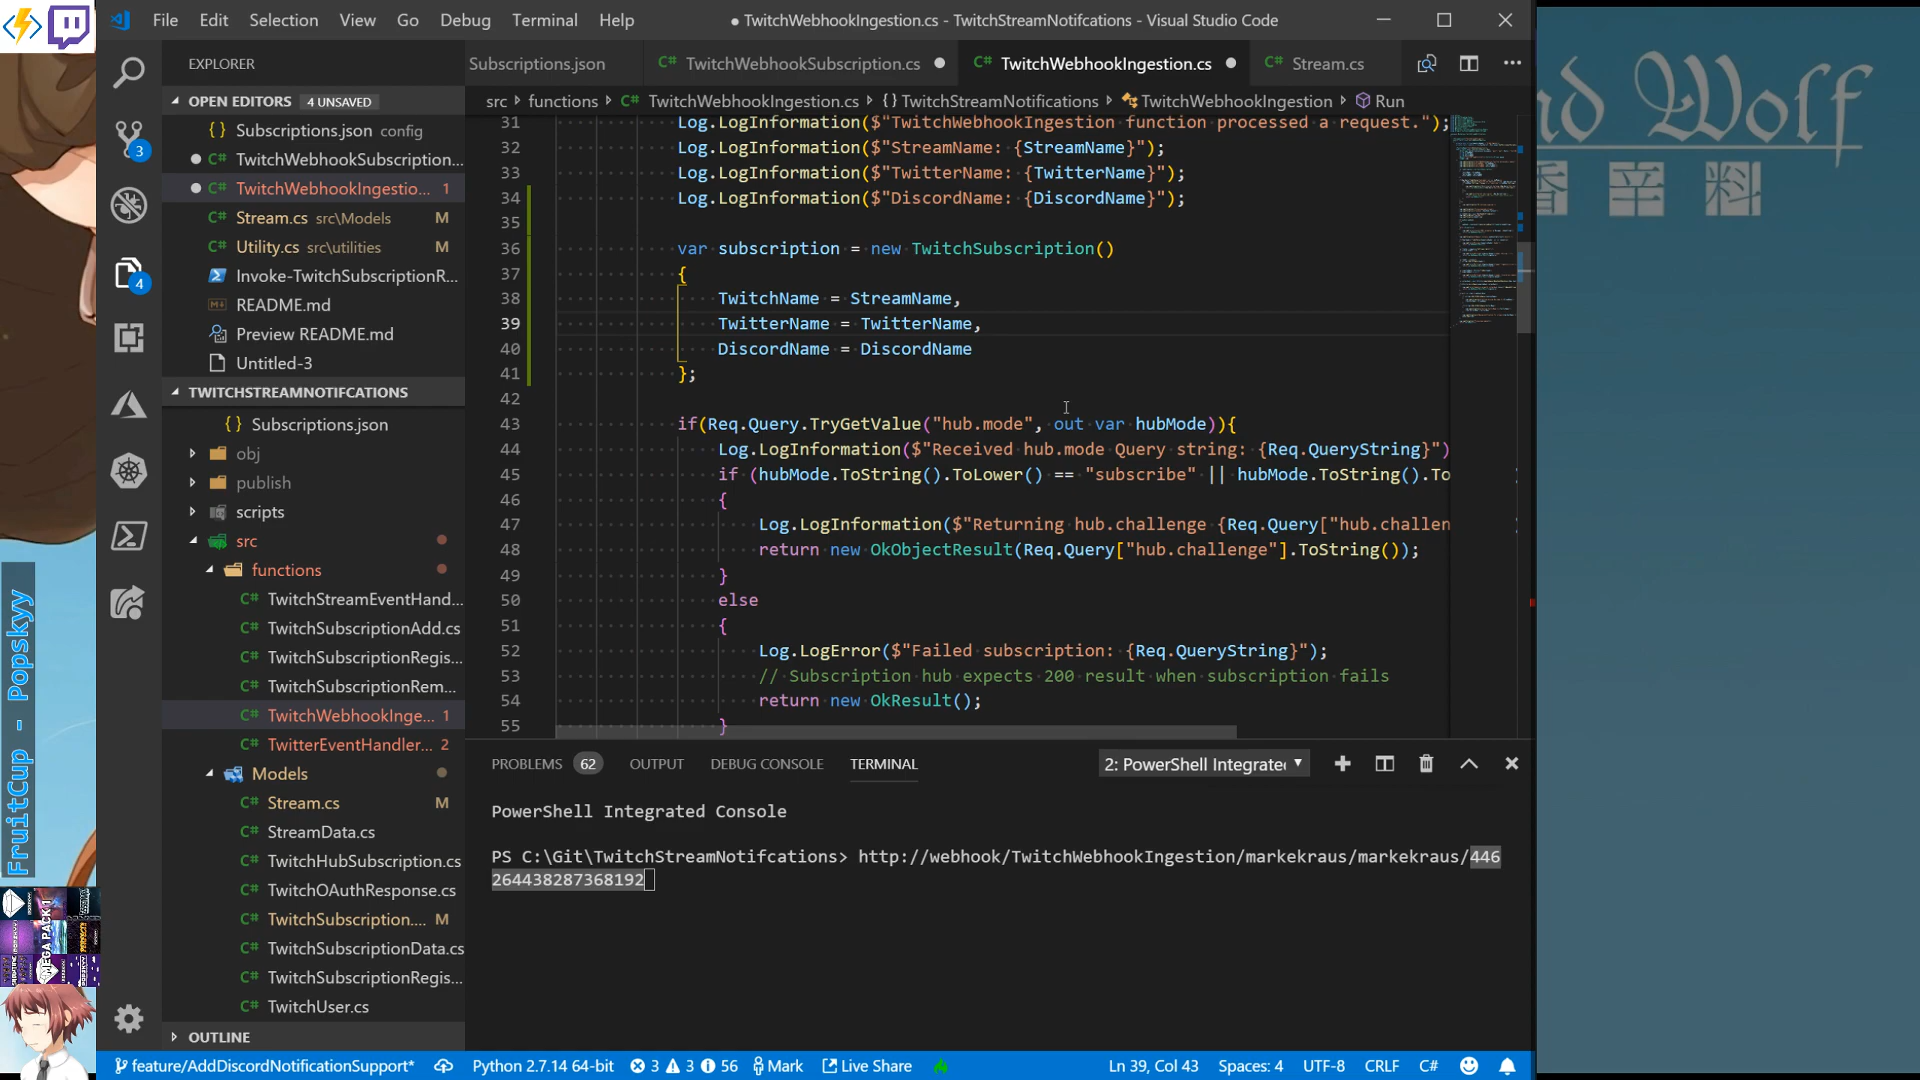 File Edit Selection View Go Debug Terminal Help
● TwitchWebhookIngestion.cs - TwitchStreamNotifcations - Visual Studio Code
EXPLORER
Subscriptions.json
C# TwitchWebhookSubscription.cs ●
C# TwitchWebhookIngestion.cs ●
C# Stream.cs
OPEN EDITORS 4 UNSAVED
{} Subscriptions.json config
● C# TwitchWebhookSubscription...
● C# TwitchWebhookIngestio... 1
C# Stream.cs src\Models M
C# Utility.cs src\utilities M
Invoke-TwitchSubscriptionR...
README.md
Preview README.md
Untitled-3
3
4
TWITCHSTREAMNOTIFCATIONS
{} Subscriptions.json
obj
publish
scripts
src
functions
C# TwitchStreamEventHand...
C# TwitchSubscriptionAdd.cs
C# TwitchSubscriptionRegis...
C# TwitchSubscriptionRem...
C# TwitchWebhookInge... 1
C# TwitterEventHandler... 2
Models
C# Stream.cs M
C# StreamData.cs
C# TwitchHubSubscription.cs
C# TwitchOAuthResponse.cs
C# TwitchSubscription.... M
C# TwitchSubscriptionData.cs
C# TwitchSubscriptionRegis...
C# TwitchUser.cs
OUTLINE
src > functions > C# TwitchWebhookIngestion.cs > {} TwitchStreamNotifications > TwitchWebhookIngestion > Run
31 Log.LogInformation($"TwitchWebhookIngestion function processed a request.");
32 Log.LogInformation($"StreamName: {StreamName}");
33 Log.LogInformation($"TwitterName: {TwitterName}");
34 Log.LogInformation($"DiscordName: {DiscordName}");
35
36 var subscription = new TwitchSubscription()
37 {
38 TwitchName = StreamName,
39 TwitterName = TwitterName,
40 DiscordName = DiscordName
41 };
42
43 if(Req.Query.TryGetValue("hub.mode", out var hubMode)){
44 Log.LogInformation($"Received hub.mode Query string: {Req.QueryString}")
45 if (hubMode.ToString().ToLower() == "subscribe" || hubMode.ToString().To
46 {
47 Log.LogInformation($"Returning hub.challenge {Req.Query["hub.challen
48 return new OkObjectResult(Req.Query["hub.challenge"].ToString());
49 }
50 else
51 {
52 Log.LogError($"Failed subscription: {Req.QueryString}");
53 // Subscription hub expects 200 result when subscription fails
54 return new OkResult();
55 }
PROBLEMS 62 OUTPUT DEBUG CONSOLE TERMINAL
2: PowerShell Integrate
PowerShell Integrated Console
PS C:\Git\TwitchStreamNotifcations> http://webhook/TwitchWebhookIngestion/markekraus/markekraus/446
264438287368192
feature/AddDiscordNotificationSupport* Python 2.7.14 64-bit 3 3 56 Mark Live Share
Ln 39, Col 43 Spaces: 4 UTF-8 CRLF C#
FruitCup - Popskyy
MEGA PACK 1
nd Wolf
香辛料